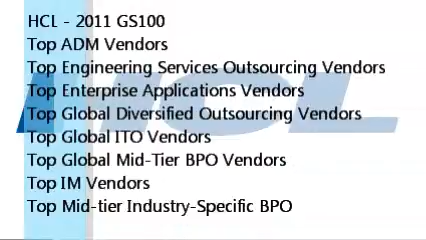 HCL - 2011 GS100
Top ADM Vendors
Top Engineering Services Outsourcing Vendors
Top Enterprise Applications Vendors
Top Global Diversified Outsourcing Vendors
Top Global ITO Vendors
Top Global Mid-Tier BPO Vendors
Top IM Vendors
Top Mid-tier Industry-Specific BPO
HCL